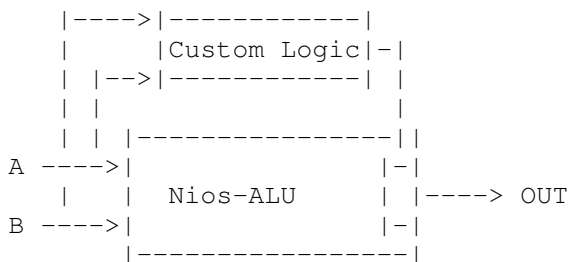 |---->|------------|
|     |Custom Logic|-|
| |-->|------------| |
| |                  |
| | |----------------||
A ---->|                |-|
|   |   Nios-ALU     | |----> OUT
B ---->|                |-|
|-----------------|